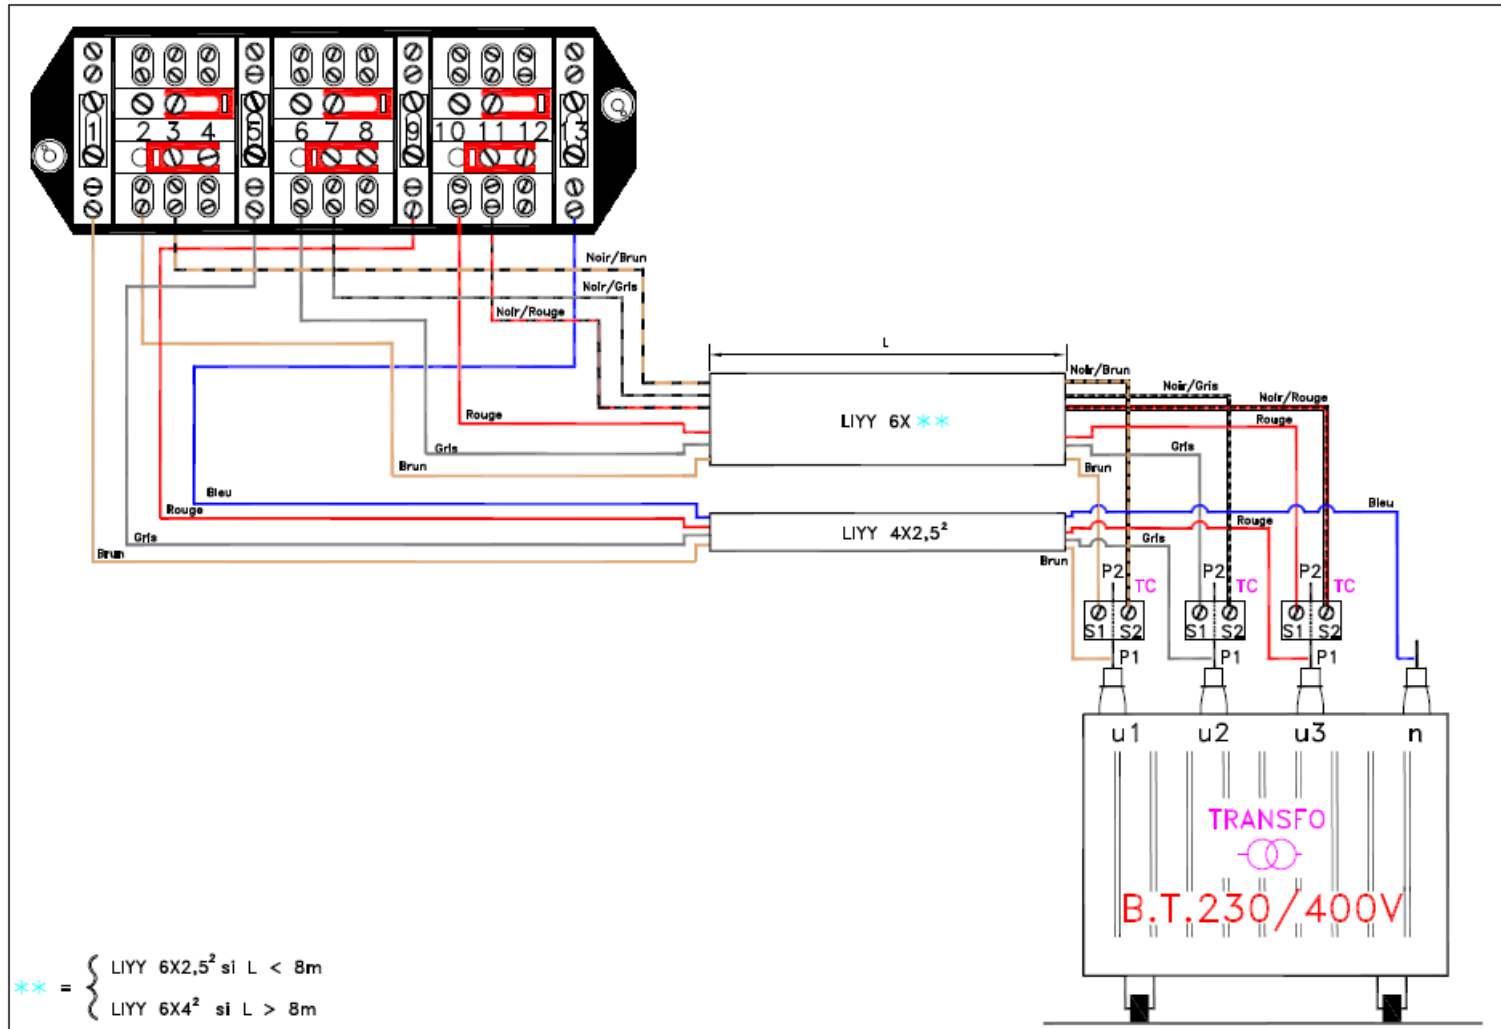 1 2 3 4 5 6 7 8 9 10 11 12 13
Noir/Brun
Noir/Gris
Noir/Rouge
L
Noir/Brun
Noir/Gris
Noir/Rouge
Rouge
Rouge
LIYY 6X **
Gris
Gris
Brun
Brun
Bleu
Bleu
Rouge
Rouge
LIYY 4X2,5²
Gris
Gris
Brun
Brun
P2 P2 P2
TC TC TC
S1 S2 S1 S2 S1 S2
P1 P1 P1
u1 u2 u3 n
TRANSFO
B.T.230/400V
** = { LIYY 6X2,5² si L < 8m
LIYY 6X4² si L > 8m